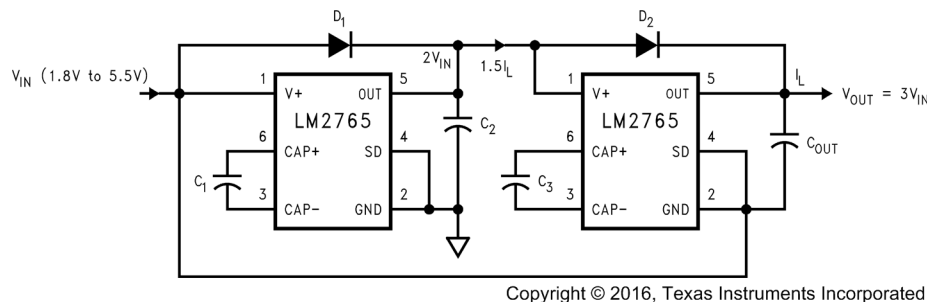 D1
D2
VIN (1.8V to 5.5V)
2VIN
1.5IL
IL
VOUT = 3VIN
1
V+
OUT
5
LM2765
6
CAP+
SD
4
C1
3
CAP-
GND
2
C2
1
V+
OUT
5
LM2765
6
CAP+
SD
4
C3
3
CAP-
GND
2
COUT
Copyright © 2016, Texas Instruments Incorporated